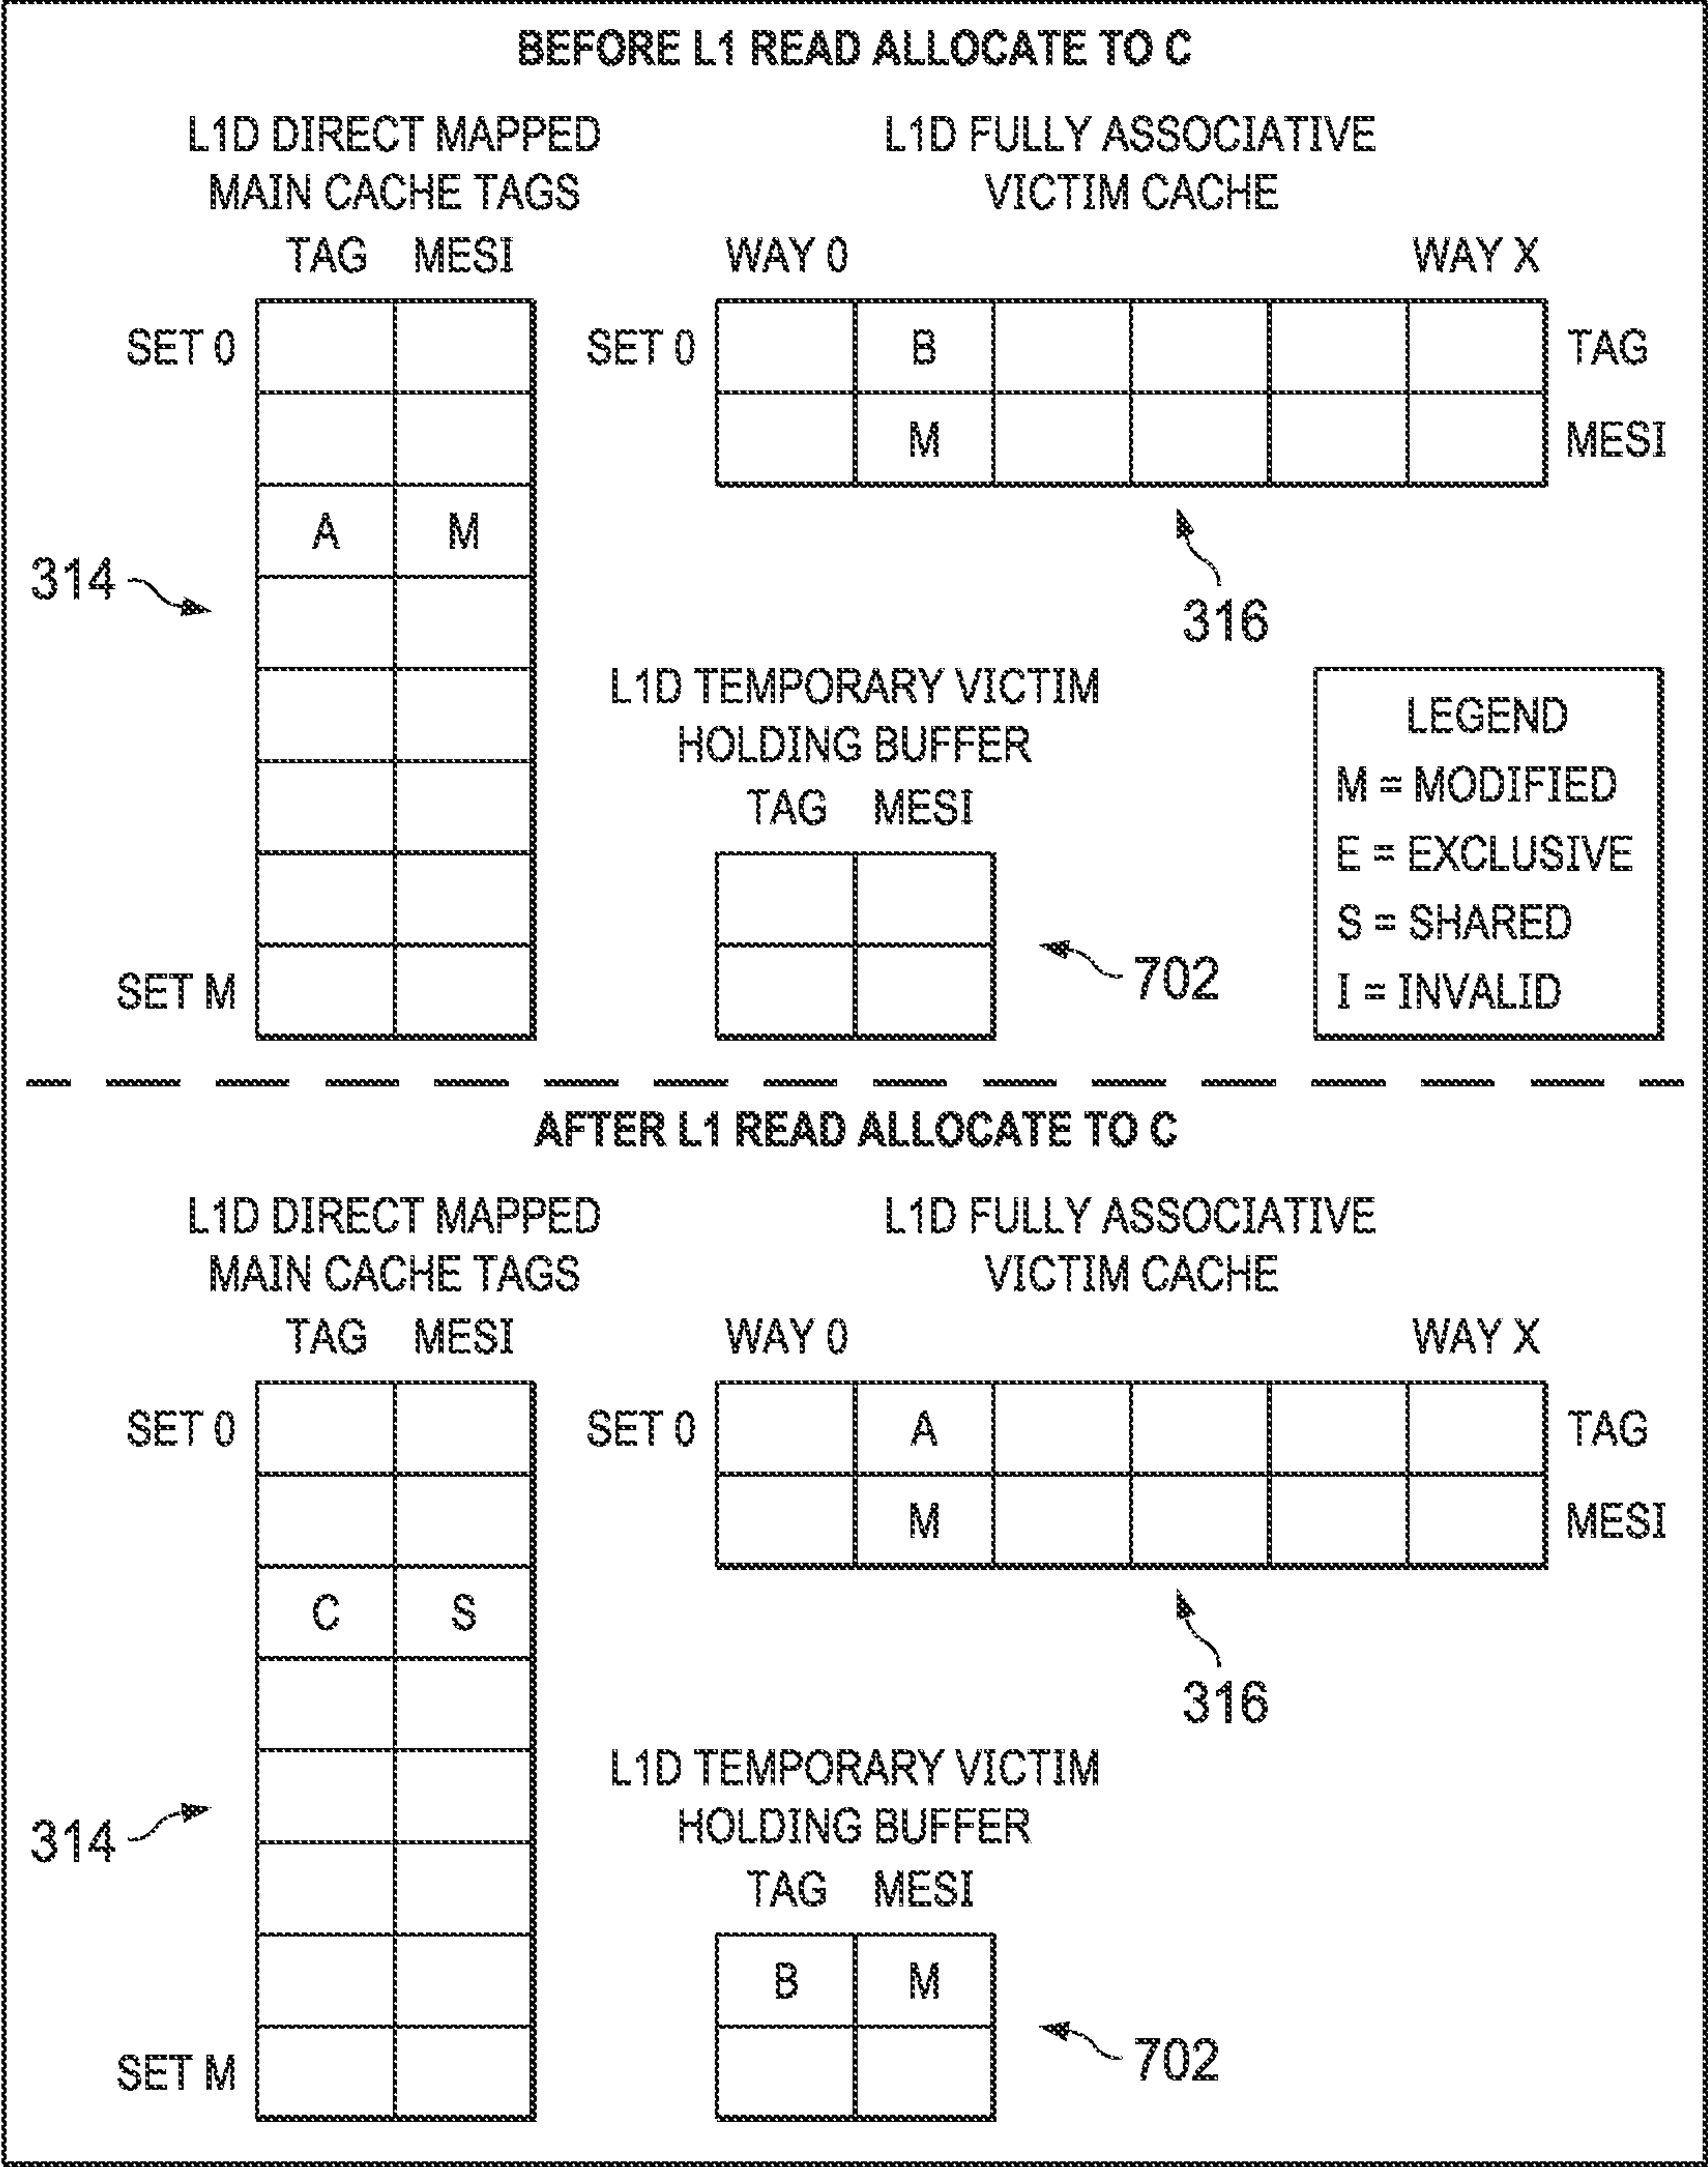 BEFORE L1 READ ALLOCATE TO C
L1D DIRECT MAPPED
MAIN CACHE TAGS
TAG MESI
SET 0
A M
314
SET M
L1D FULLY ASSOCIATIVE
VICTIM CACHE
WAY 0 WAY X
SET 0 B TAG
M MESI
316
L1D TEMPORARY VICTIM
HOLDING BUFFER
TAG MESI
702
LEGEND
M = MODIFIED
E = EXCLUSIVE
S = SHARED
I = INVALID
AFTER L1 READ ALLOCATE TO C
L1D DIRECT MAPPED
MAIN CACHE TAGS
TAG MESI
SET 0
C S
314
SET M
L1D FULLY ASSOCIATIVE
VICTIM CACHE
WAY 0 WAY X
SET 0 A TAG
M MESI
316
L1D TEMPORARY VICTIM
HOLDING BUFFER
TAG MESI
B M
702